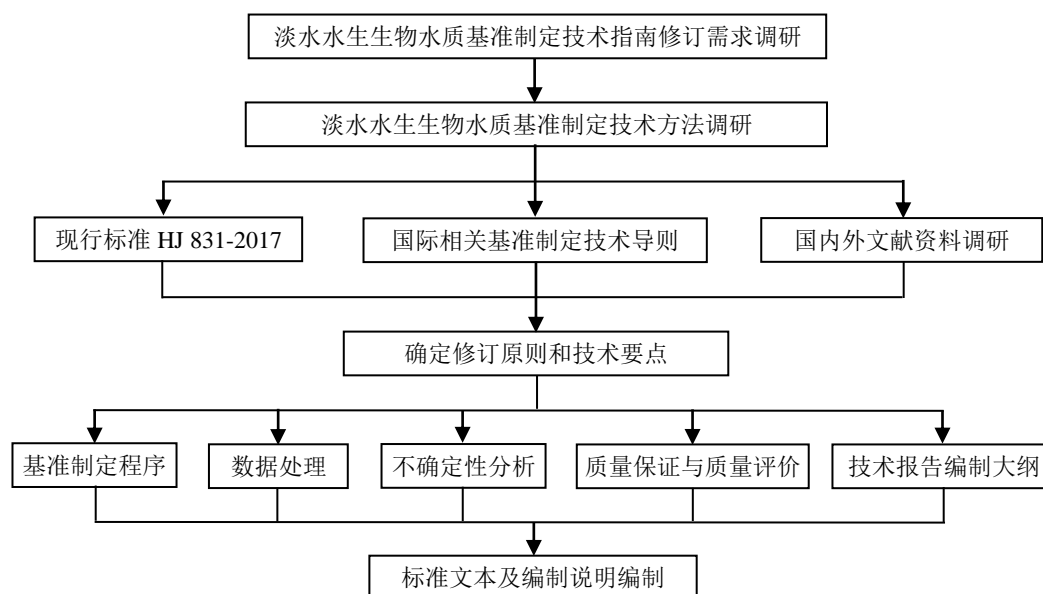 淡水水生生物水质基准制定技术指南修订需求调研
淡水水生生物水质基准制定技术方法调研
现行标准 HJ 831-2017
国际相关基准制定技术导则
国内外文献资料调研
确定修订原则和技术要点
基准制定程序
数据处理
不确定性分析
质量保证与质量评价
技术报告编制大纲
标准文本及编制说明编制